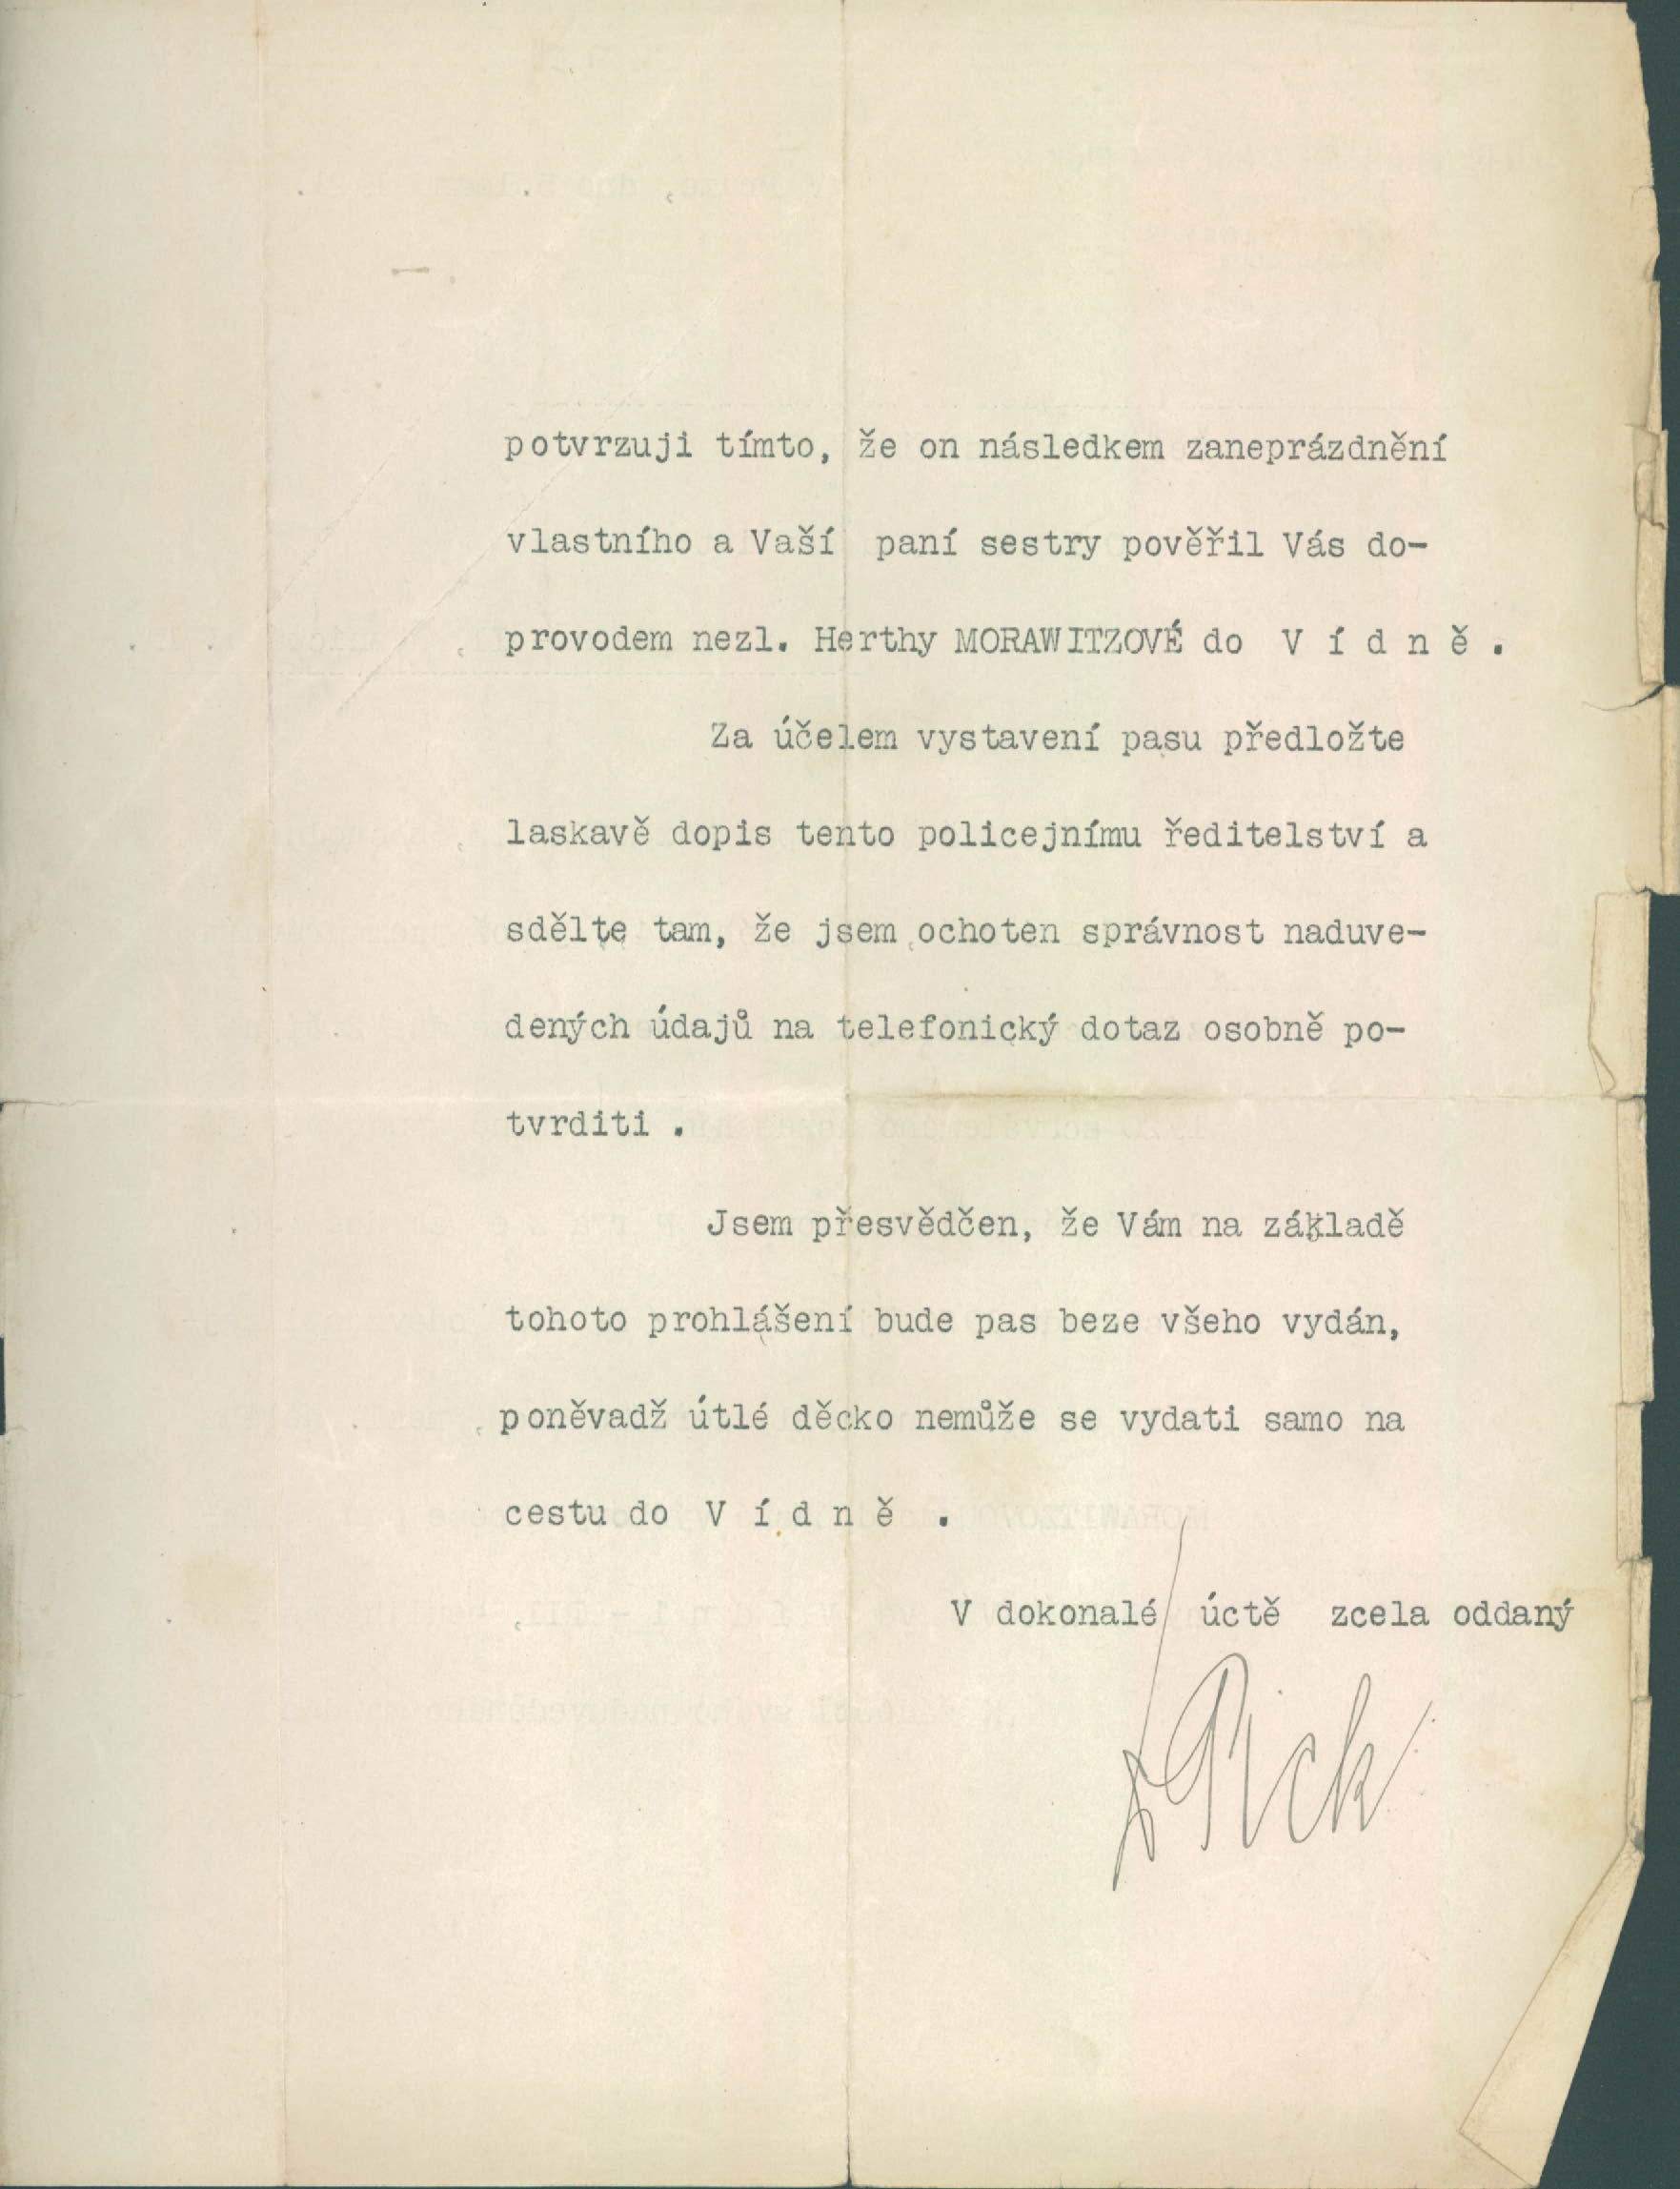 potvrzuji tímto, že on následkem zaneprázdnění
vlastního a Vaší paní sestry pověřil Vás do-
provodem nezl. Herthy MORAWITZOVÉ do V í d n ě .
Za účelem vystavení pasu předložte
laskavě dopis tento policejnímu ředitelství a
sdělte tam, že jsem ochoten správnost naduve-
dených údajů na telefonický dotaz osobně po-
tvrditi .
Jsem přesvědčen, že Vám na základě
tohoto prohlášení bude pas beze všeho vydán,
poněvadž útlé děcko nemůže se vydati samo na
cestu do V í d n ě .
V dokonalé úctě zcela oddaný
Pick